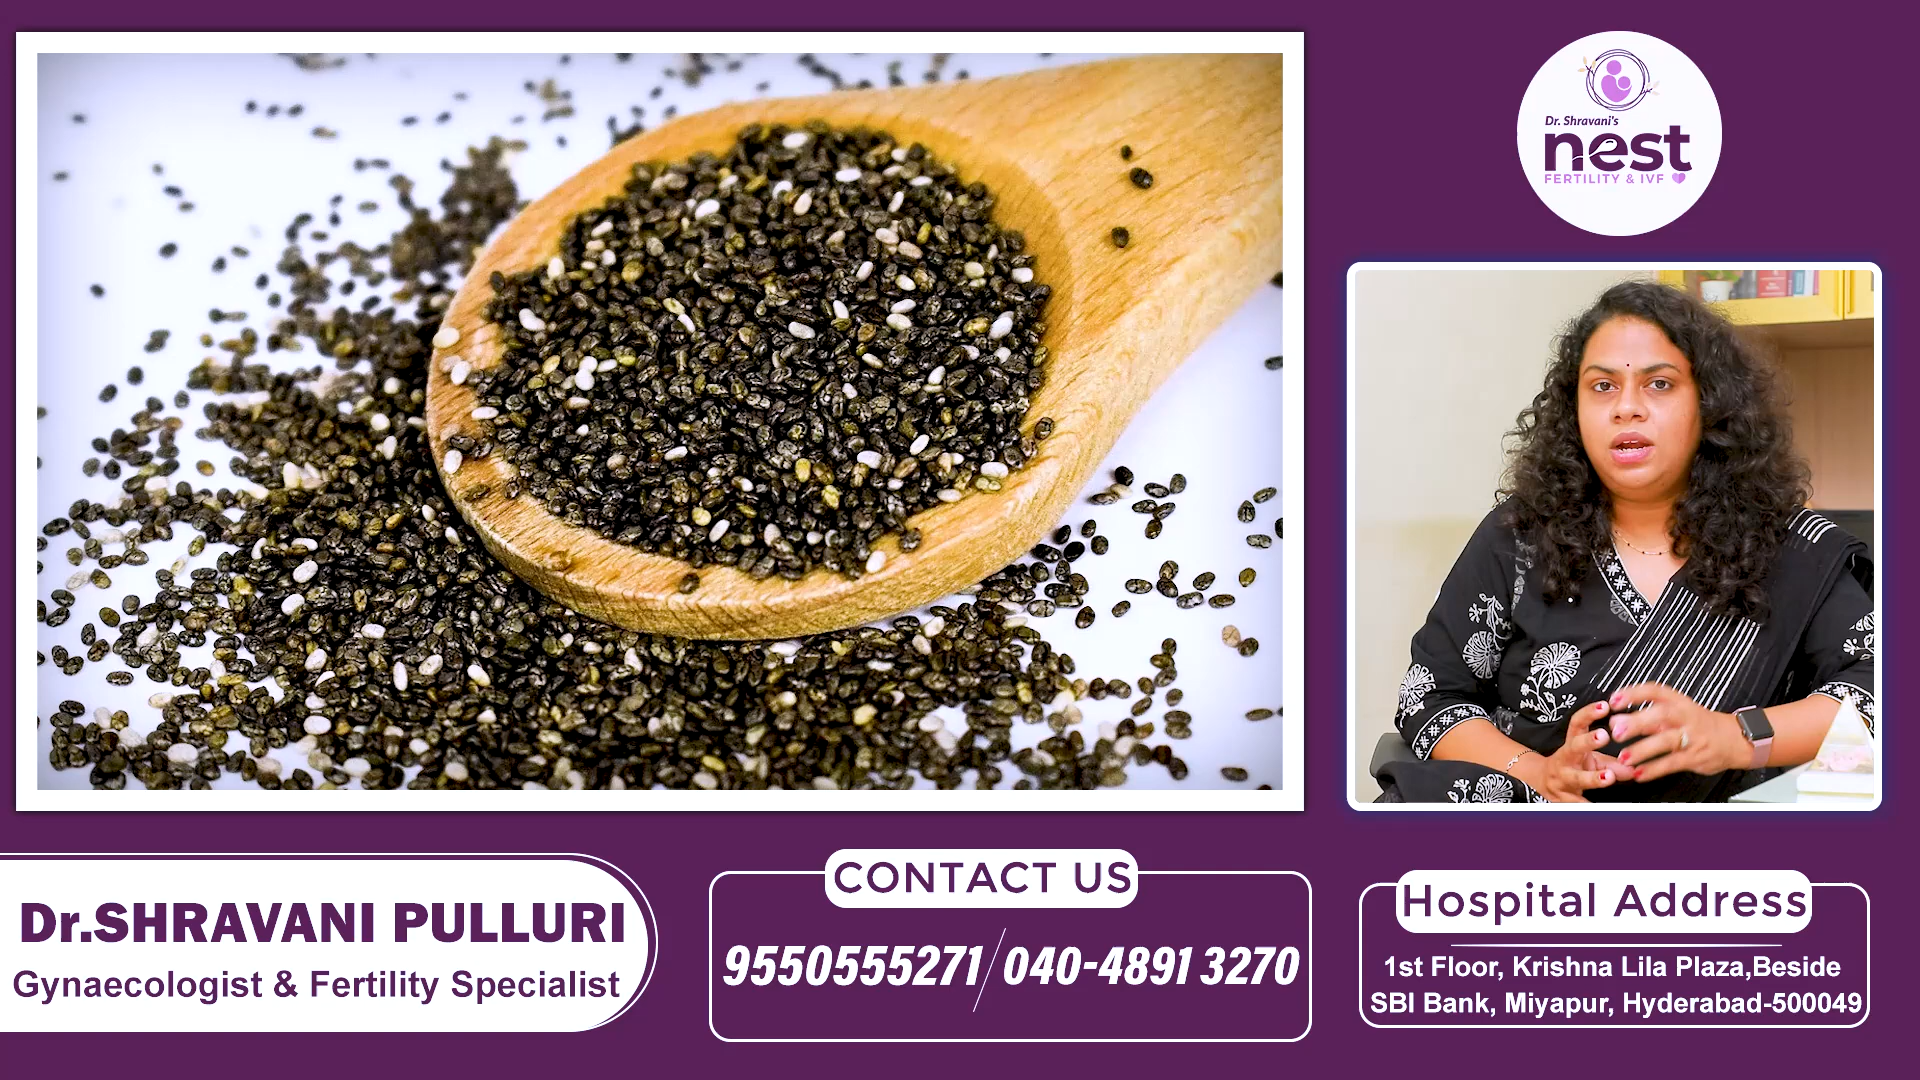 Dr. Shravani's
nest
FERTILITY & IVF
Dr.SHRAVANI PULLURI
Gynaecologist & Fertility Specialist
CONTACT US
9550555271/040-4891 3270
Hospital Address
1st Floor, Krishna Lila Plaza,Beside
SBI Bank, Miyapur, Hyderabad-500049